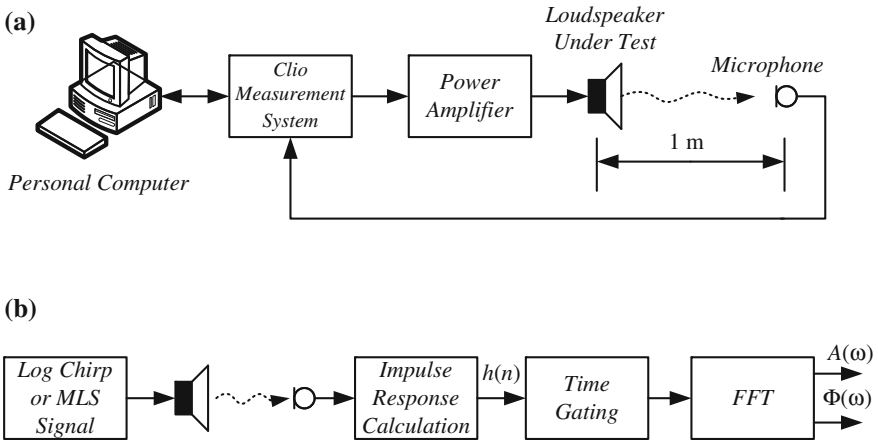 (a)
Loudspeaker
Under Test
Clio
Measurement
System
Power
Amplifier
Microphone
1 m
Personal Computer
(b)
Log Chirp
or MLS
Signal
Impulse
Response
Calculation
h(n)
Time
Gating
FFT
A(ω)
Φ(ω)